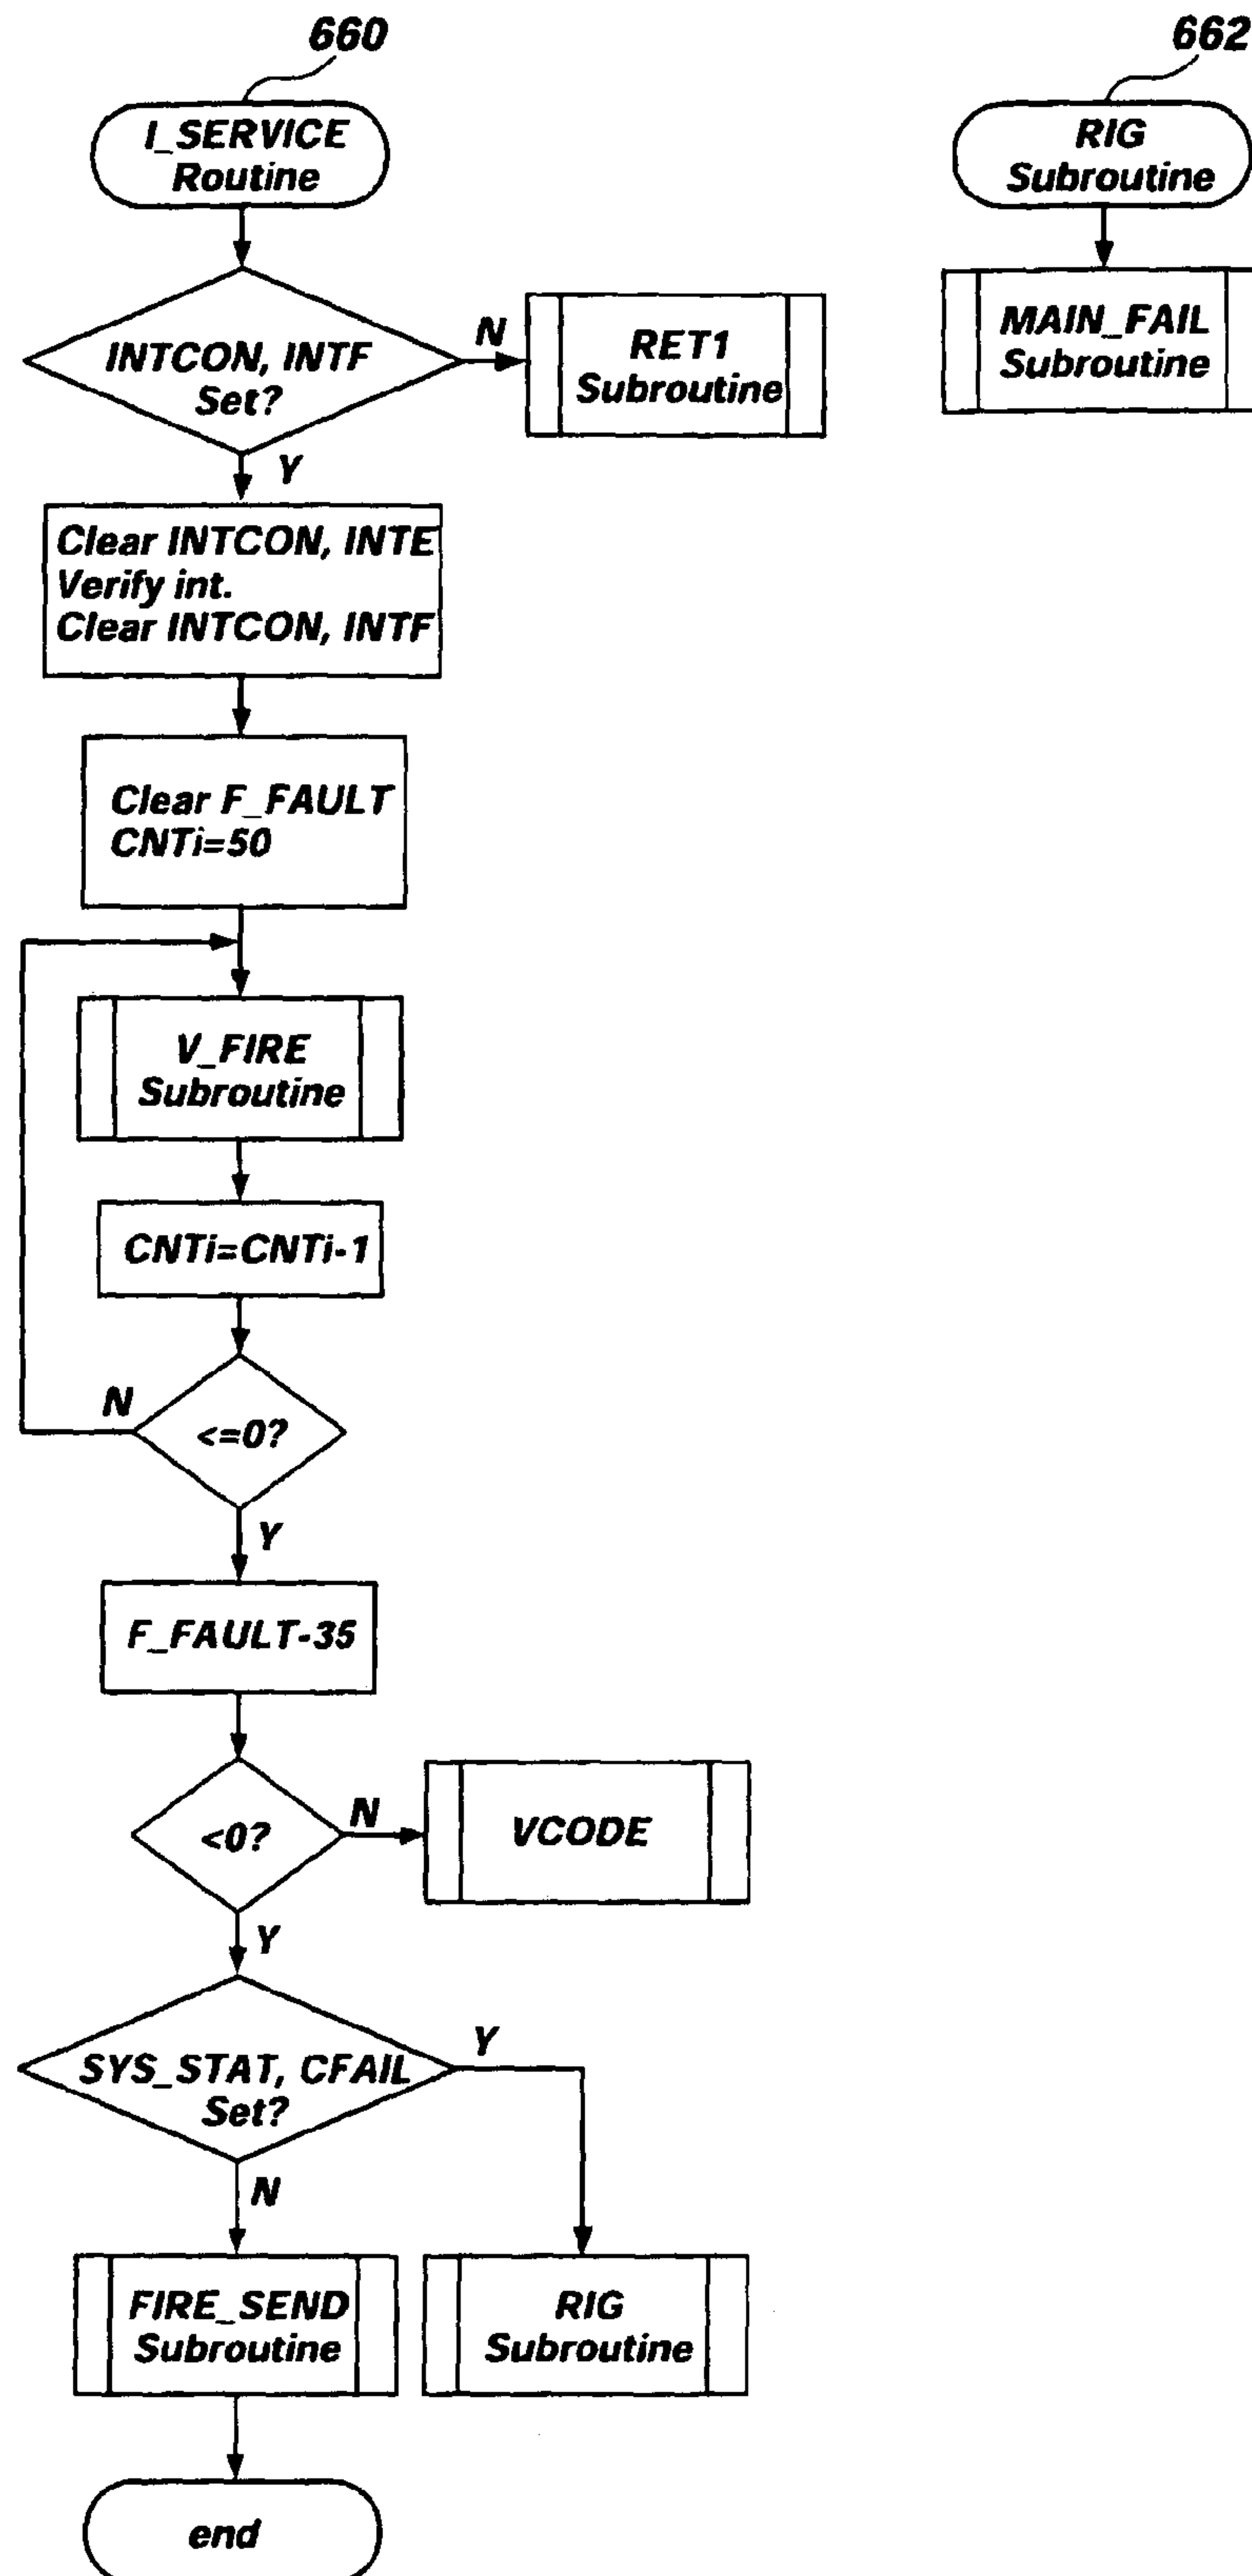 660
I_SERVICE
Routine
INTCON, INTF
Set?
N
RET1
Subroutine
Y
Clear INTCON, INTE
Verify int.
Clear INTCON, INTF
Clear F_FAULT
CNTi=50
V_FIRE
Subroutine
CNTi=CNTi-1
N
<=0?
Y
F_FAULT-35
<0?
N
VCODE
Y
SYS_STAT, CFAIL
Set?
Y
N
FIRE_SEND
Subroutine
RIG
Subroutine
end
662
RIG
Subroutine
MAIN_FAIL
Subroutine